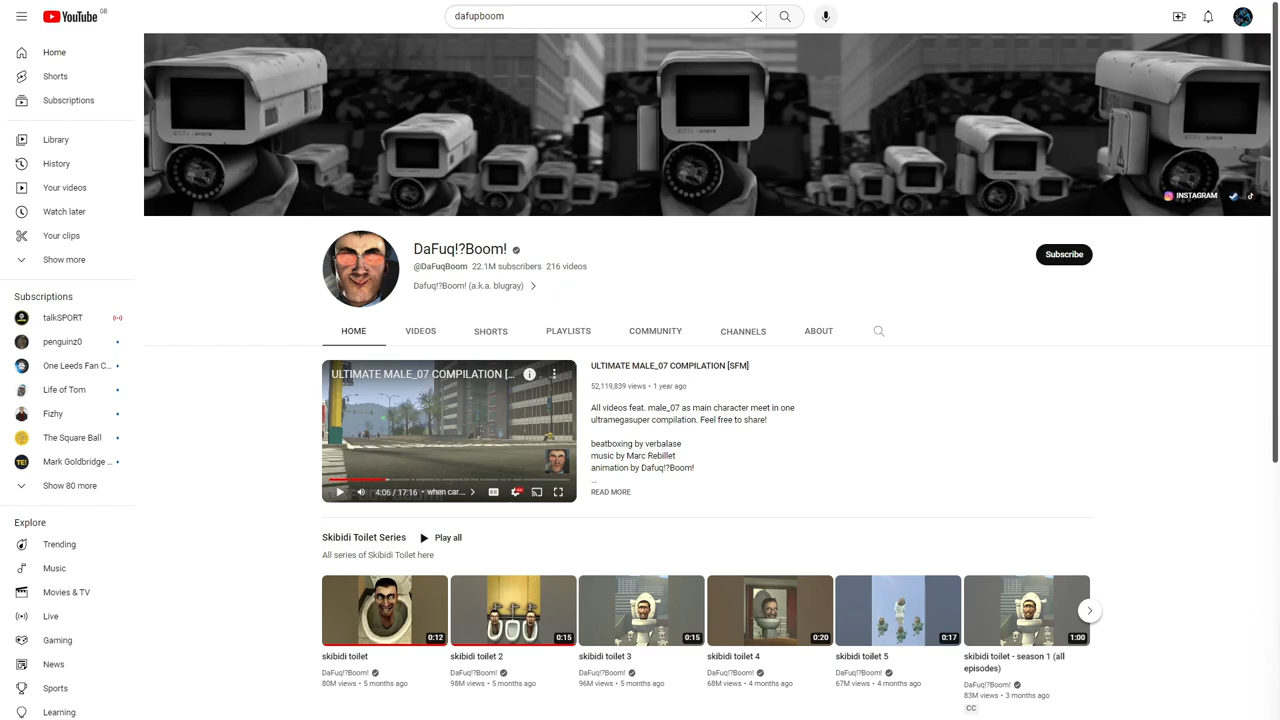 YouTube GB
dafupboom
Home
Shorts
Subscriptions
Library
History
Your videos
Watch later
Your clips
Show more
Subscriptions
talkSPORT
penguinz0
One Leeds Fan C...
Life of Tom
Fizhy
The Square Ball
Mark Goldbridge ...
Show 80 more
Explore
Trending
Music
Movies & TV
Live
Gaming
News
Sports
Learning
INSTAGRAM
DaFuq!?Boom!
@DaFuqBoom 22.1M subscribers 216 videos
Dafuq!?Boom! (a.k.a. blugray)
Subscribe
HOME VIDEOS SHORTS PLAYLISTS COMMUNITY CHANNELS ABOUT
ULTIMATE MALE_07 COMPILATION [...
4:06 / 17:16 • when car...
ULTIMATE MALE_07 COMPILATION [SFM]
52,119,839 views • 1 year ago
All videos feat. male_07 as main character meet in one
ultramegasuper compilation. Feel free to share!
beatboxing by verbalase
music by Marc Rebillet
animation by Dafuq!?Boom!
...
READ MORE
Skibidi Toilet Series Play all
All series of Skibidi Toilet here
0:12 0:15 0:15 0:20 0:17 1:00
skibidi toilet
DaFuq!?Boom!
80M views • 5 months ago
skibidi toilet 2
DaFuq!?Boom!
98M views • 5 months ago
skibidi toilet 3
DaFuq!?Boom!
96M views • 5 months ago
skibidi toilet 4
DaFuq!?Boom!
68M views • 4 months ago
skibidi toilet 5
DaFuq!?Boom!
67M views • 4 months ago
skibidi toilet - season 1 (all
episodes)
DaFuq!?Boom!
83M views • 3 months ago
CC